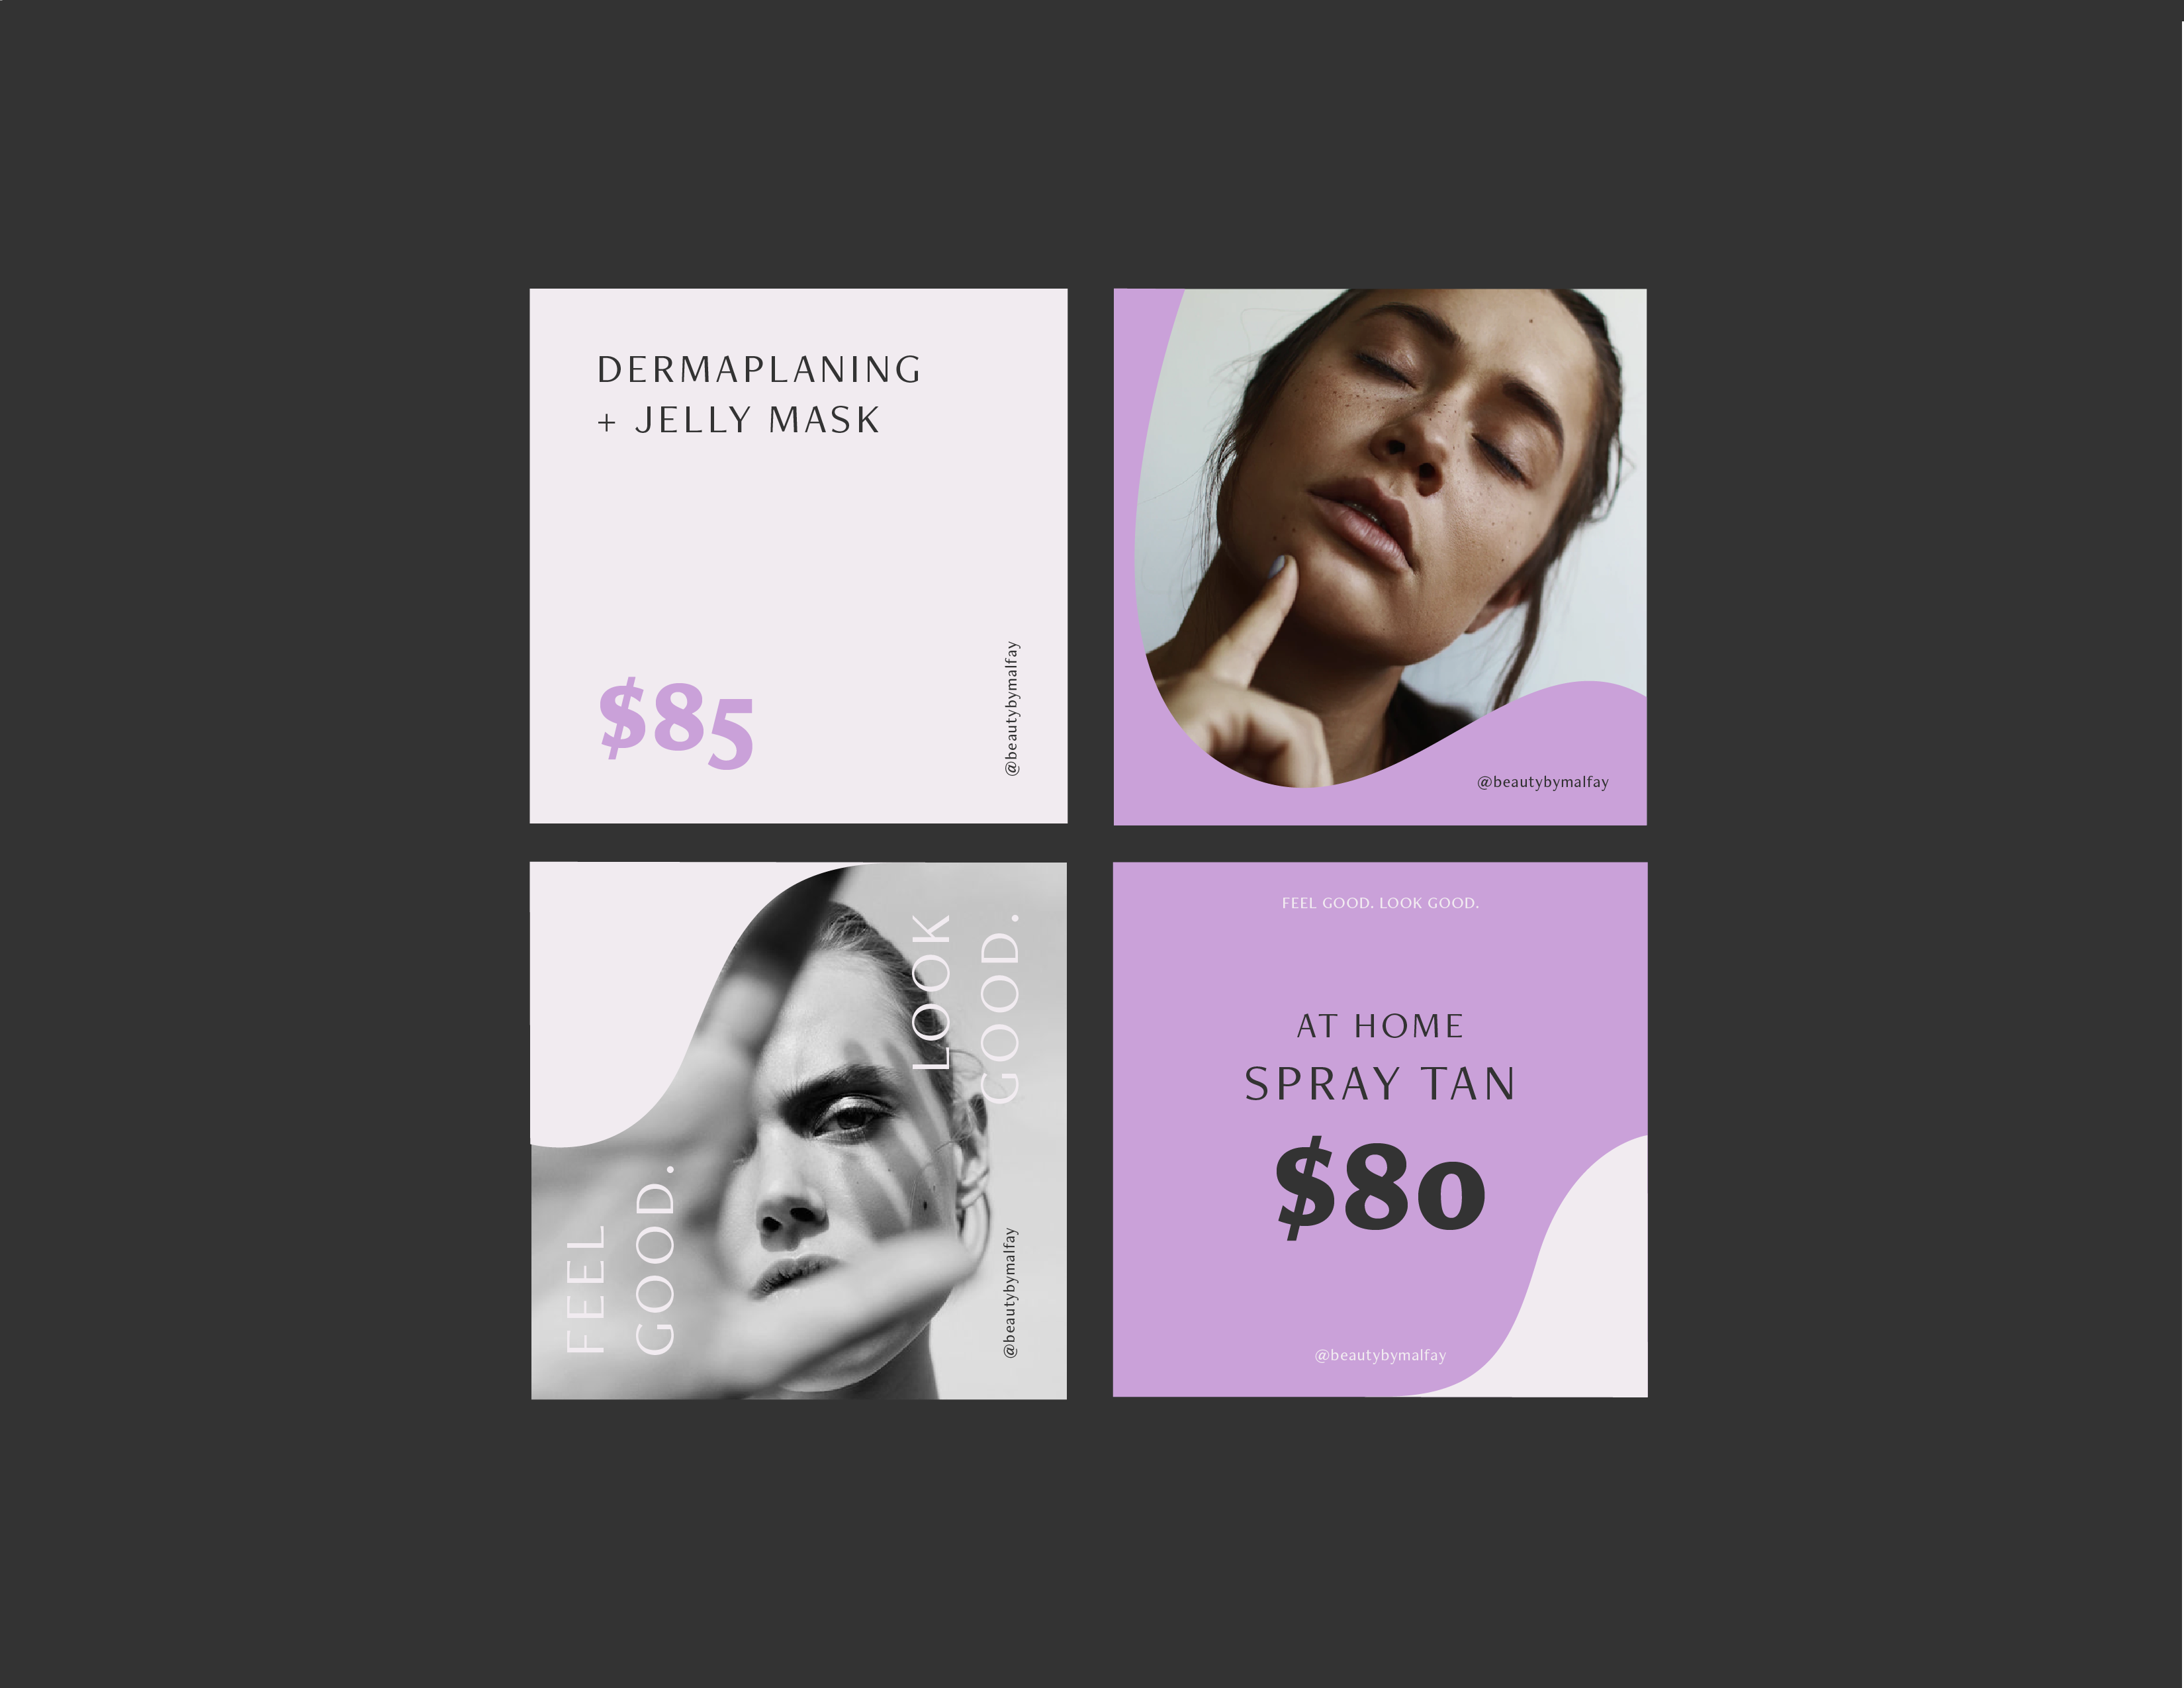 DERMAPLANING
+ JELLY MASK
$85
@beautybymalfay
@beautybymalfay
FEEL
GOOD.
LOOK
GOOD.
@beautybymalfay
FEEL GOOD. LOOK GOOD.
AT HOME
SPRAY TAN
$80
@beautybymalfay